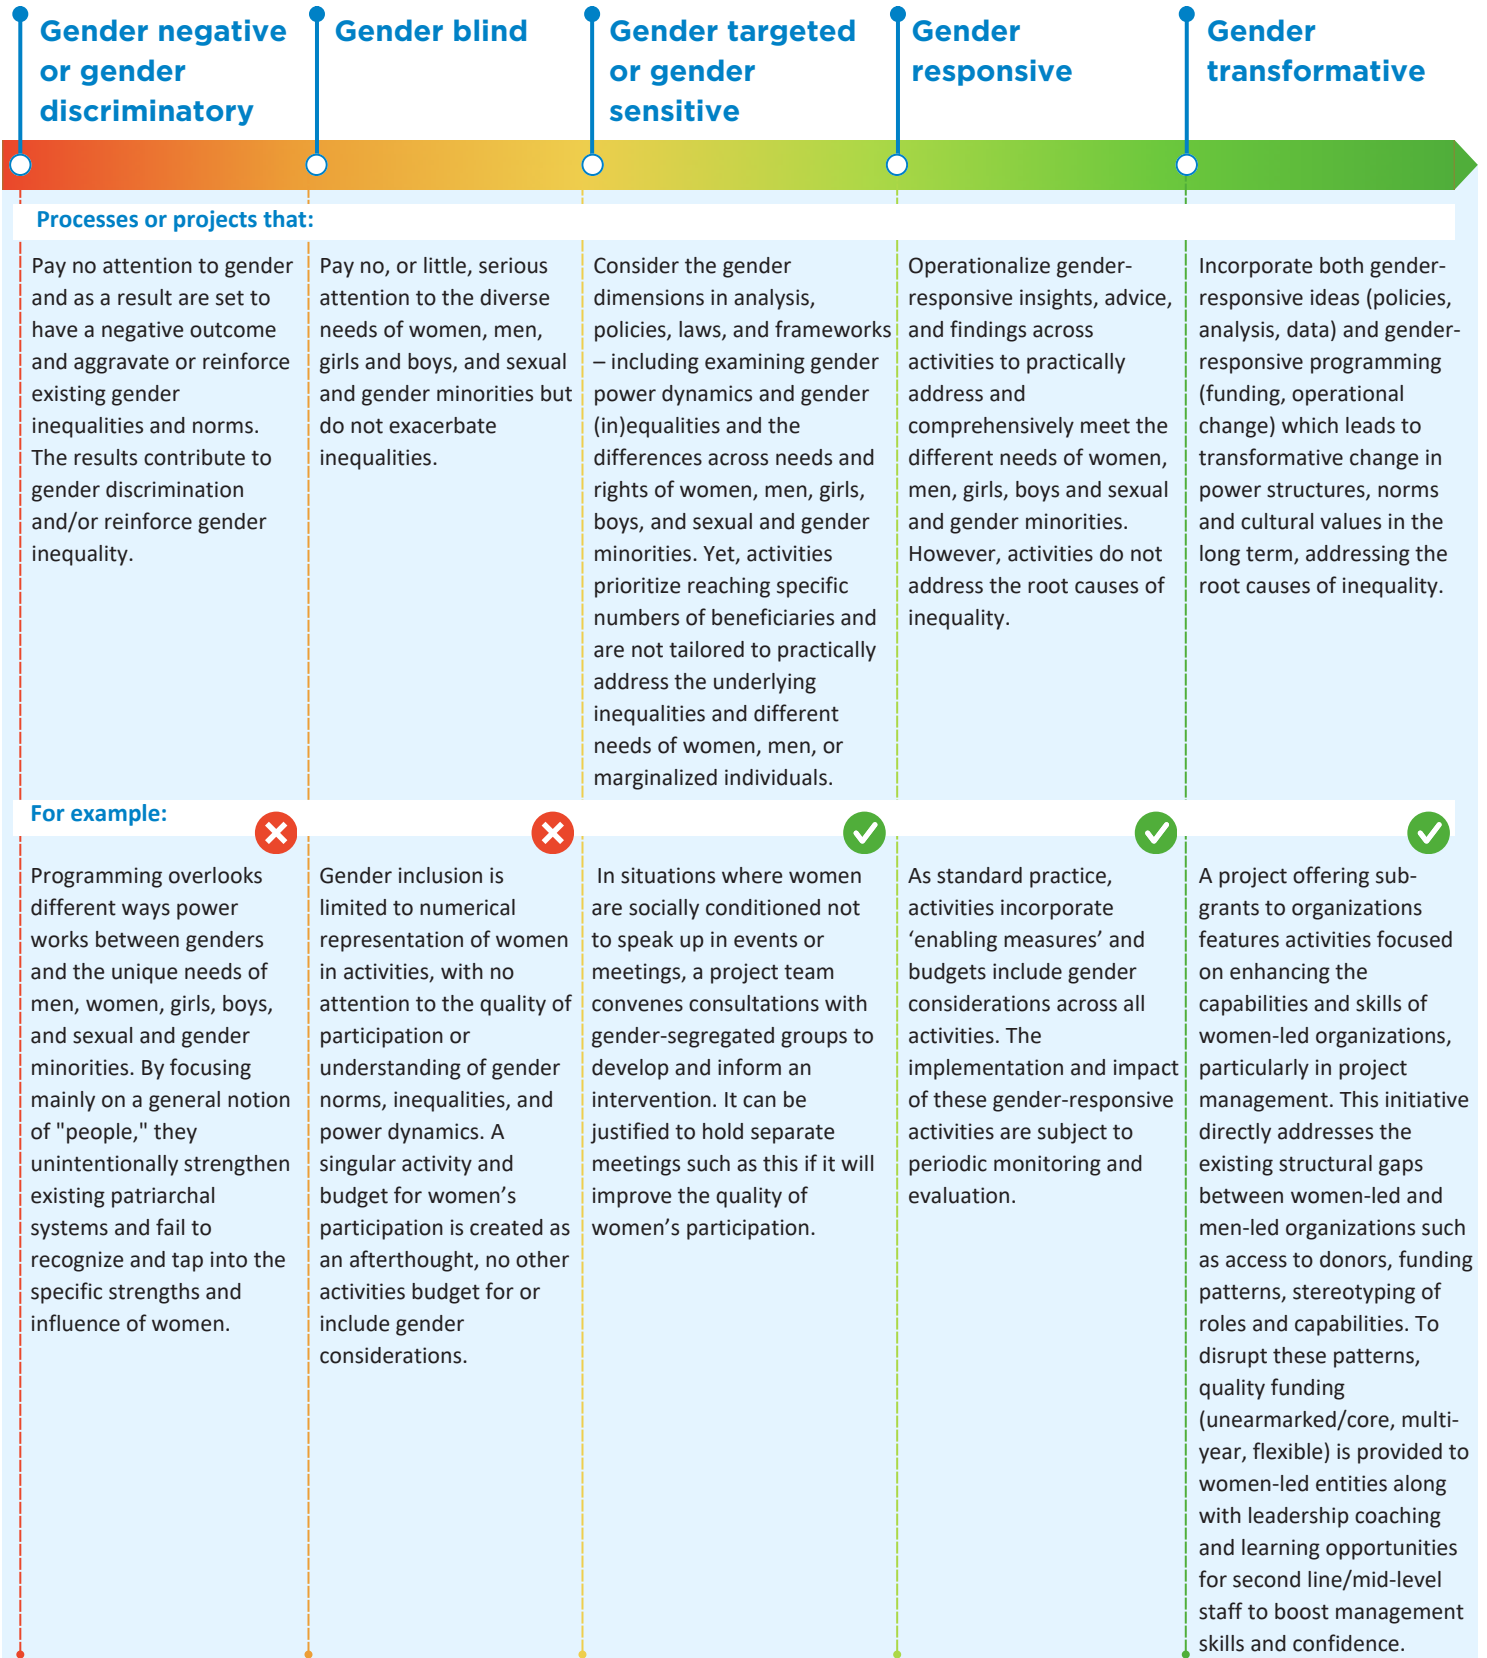 Gender negative
or gender
discriminatory
Gender blind
Gender targeted
or gender
sensitive
Gender
responsive
Gender
transformative
Processes or projects that:
Pay no attention to gender
and as a result are set to
have a negative outcome
and aggravate or reinforce
existing gender
inequalities and norms.
The results contribute to
gender discrimination
and/or reinforce gender
inequality.
Pay no, or little, serious
attention to the diverse
needs of women, men,
girls and boys, and sexual
and gender minorities but
do not exacerbate
inequalities.
Consider the gender
dimensions in analysis,
policies, laws, and frameworks
– including examining gender
power dynamics and gender
(in)equalities and the
differences across needs and
rights of women, men, girls,
boys, and sexual and gender
minorities. Yet, activities
prioritize reaching specific
numbers of beneficiaries and
are not tailored to practically
address the underlying
inequalities and different
needs of women, men, or
marginalized individuals.
Operationalize gender-
responsive insights, advice,
and findings across
activities to practically
address and
comprehensively meet the
different needs of women,
men, girls, boys and sexual
and gender minorities.
However, activities do not
address the root causes of
inequality.
Incorporate both gender-
responsive ideas (policies,
analysis, data) and gender-
responsive programming
(funding, operational
change) which leads to
transformative change in
power structures, norms
and cultural values in the
long term, addressing the
root causes of inequality.
For example:
Programming overlooks
different ways power
works between genders
and the unique needs of
men, women, girls, boys,
and sexual and gender
minorities. By focusing
mainly on a general notion
of "people," they
unintentionally strengthen
existing patriarchal
systems and fail to
recognize and tap into the
specific strengths and
influence of women.
Gender inclusion is
limited to numerical
representation of women
in activities, with no
attention to the quality of
participation or
understanding of gender
norms, inequalities, and
power dynamics. A
singular activity and
budget for women’s
participation is created as
an afterthought, no other
activities budget for or
include gender
considerations.
In situations where women
are socially conditioned not
to speak up in events or
meetings, a project team
convenes consultations with
gender-segregated groups to
develop and inform an
intervention. It can be
justified to hold separate
meetings such as this if it will
improve the quality of
women’s participation.
As standard practice,
activities incorporate
‘enabling measures’ and
budgets include gender
considerations across all
activities. The
implementation and impact
of these gender-responsive
activities are subject to
periodic monitoring and
evaluation.
A project offering sub-
grants to organizations
features activities focused
on enhancing the
capabilities and skills of
women-led organizations,
particularly in project
management. This initiative
directly addresses the
existing structural gaps
between women-led and
men-led organizations such
as access to donors, funding
patterns, stereotyping of
roles and capabilities. To
disrupt these patterns,
quality funding
(unearmarked/core, multi-
year, flexible) is provided to
women-led entities along
with leadership coaching
and learning opportunities
for second line/mid-level
staff to boost management
skills and confidence.